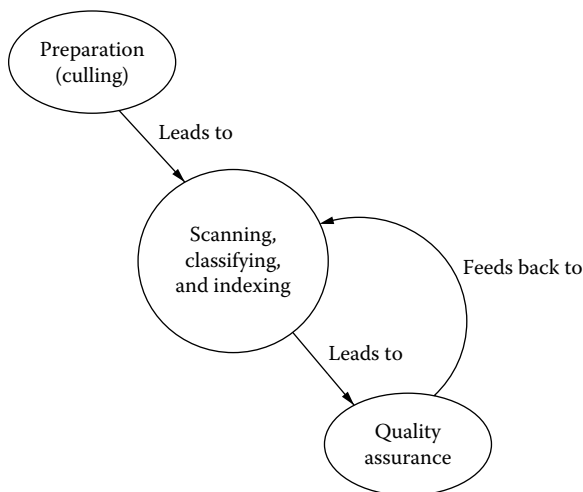 Preparation
(culling)
Leads to
Scanning,
classifying,
and indexing
Feeds back to
Leads to
Quality
assurance